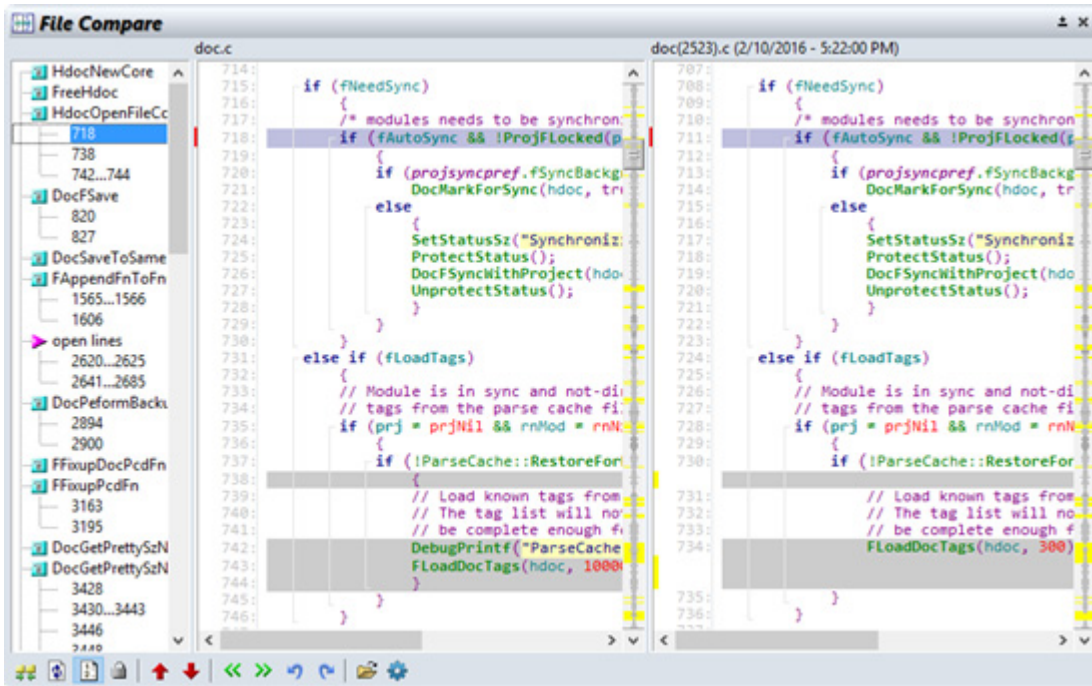 File Compare
doc.c
doc(2523).c (2/10/2016 - 5:22:00 PM)
HdocNewCore
FreeHdoc
HdocOpenFileCc
718
738
742...744
DocFSave
820
827
DocSaveToSame
FAppendFnToFn
1565...1566
1606
open lines
2620...2625
2641...2685
DocPeformBacku
2894
2900
FFixupDocPcdFn
FFixupPcdFn
3163
3195
DocGetPrettySzN
DocGetPrettySzN
3428
3430...3443
3446
3448
714:
715: if (fNeedSync)
716: {
717: /* modules needs to be synchron
718: if (fAutoSync && !ProjFLocked(p
719: {
720: if (projsyncpref.fSyncBackg
721: DocMarkForSync(hdoc, tr
722: else
723: {
724: SetStatusSz("Synchroniz
725: ProtectStatus();
726: DocFSyncWithProject(hdo
727: UnprotectStatus();
728: }
729: }
730: }
731: else if (fLoadTags)
732: {
733: // Module is in sync and not-di
734: // tags from the parse cache fi
735: if (prj = prjNil && rnMod = rnN
736: {
737: if (!ParseCache::RestoreFor
738: {
739: // Load known tags from
740: // The tag list will no
741: // be complete enough f
742: DebugPrintf("ParseCache
743: FLoadDocTags(hdoc, 10000
744: }
745: }
746: }
707:
708: if (fNeedSync)
709: {
710: /* modules needs to be synchron
711: if (fAutoSync && !ProjFLocked(p
712: {
713: if (projsyncpref.fSyncBackg
714: DocMarkForSync(hdoc, tr
715: else
716: {
717: SetStatusSz("Synchroniz
718: ProtectStatus();
719: DocFSyncWithProject(hdo
720: UnprotectStatus();
721: }
722: }
723: }
724: else if (fLoadTags)
725: {
726: // Module is in sync and not-di
727: // tags from the parse cache fi
728: if (prj = prjNil && rnMod = rnN
729: {
730: if (!ParseCache::RestoreFor
731: // Load known tags from
732: // The tag list will no
733: // be complete enough f
734: FLoadDocTags(hdoc, 300)
735: }
736: }